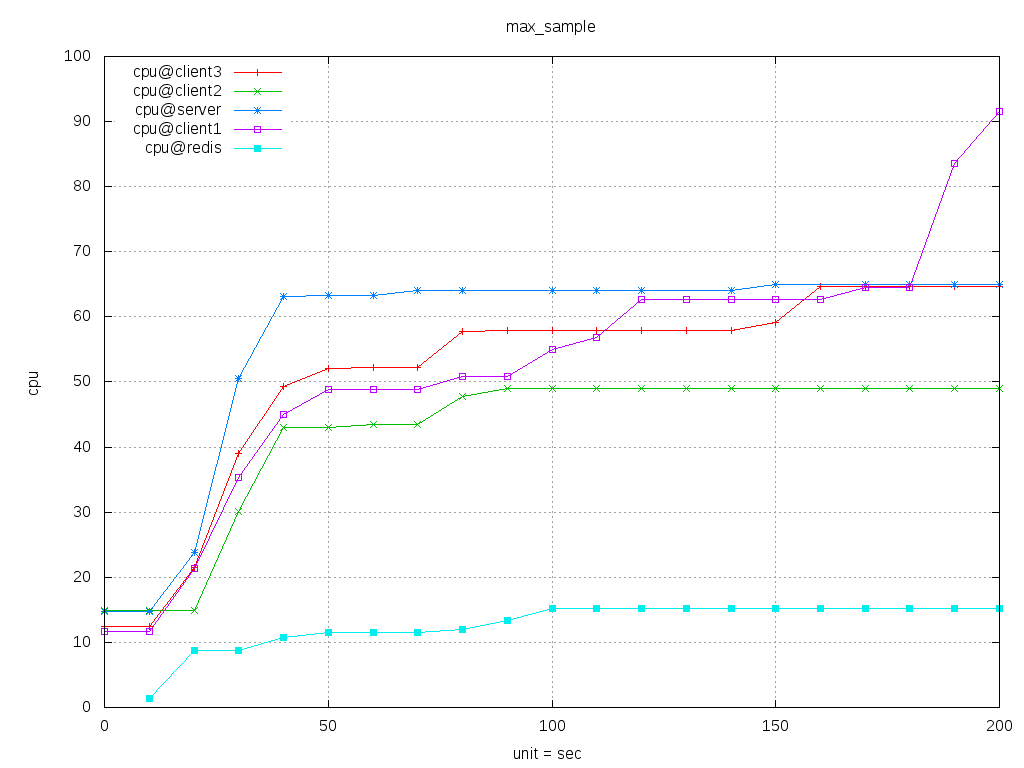 max_sample
100
90
80
70
60
50
40
30
20
10
0
cpu@client3
cpu@client2
cpu@server
cpu@client1
cpu@redis
cpu
0 50 100 150 200
unit = sec